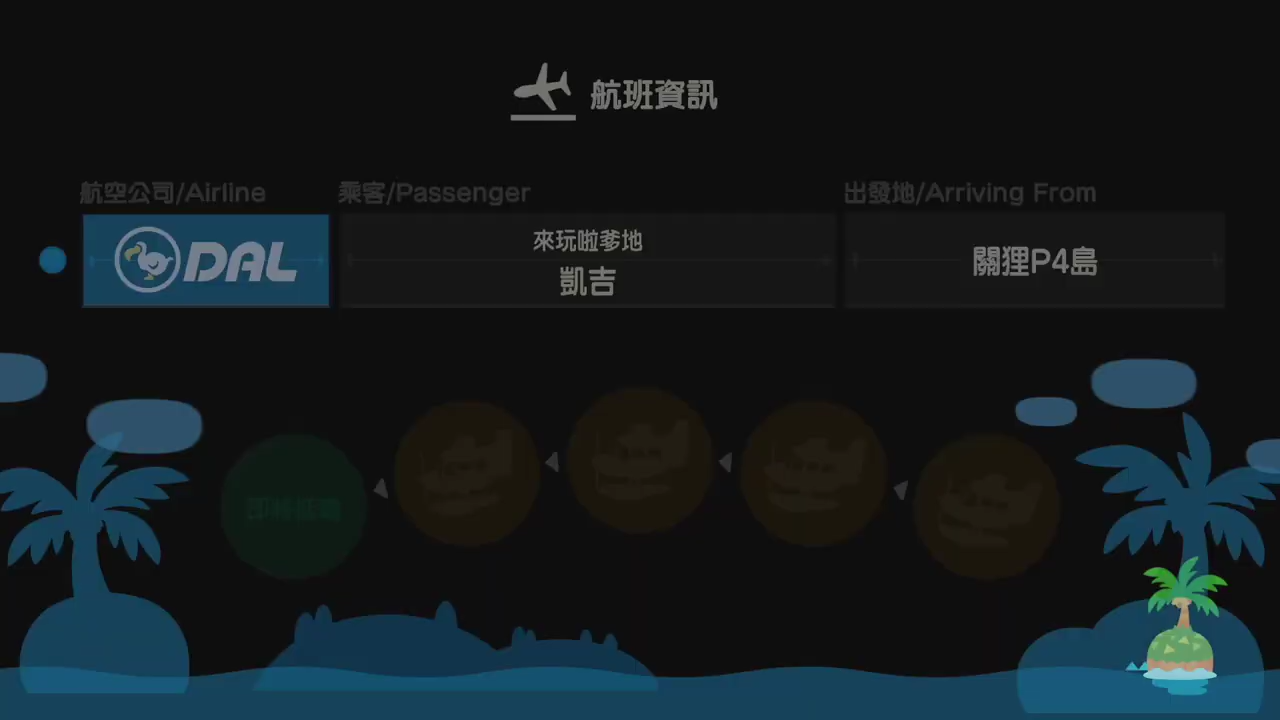 航班資訊
航空公司/Airline
乘客/Passenger
出發地/Arriving From
DAL
來玩啦爹地
凱吉
關狸P4島